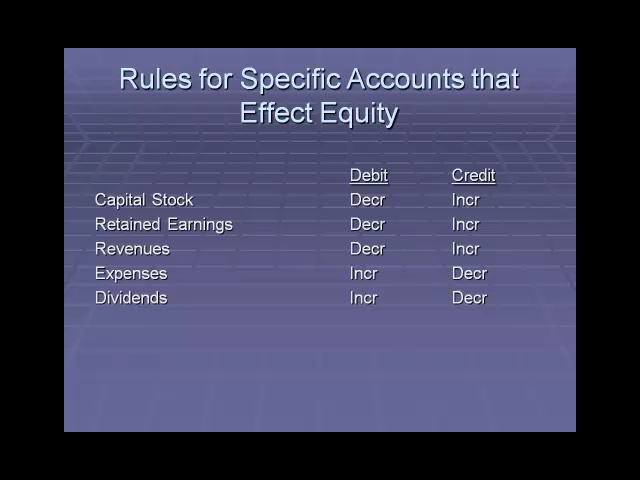 Rules for Specific Accounts that
Effect Equity
Debit Credit
Capital Stock Decr Incr
Retained Earnings Decr Incr
Revenues Decr Incr
Expenses Incr Decr
Dividends Incr Decr